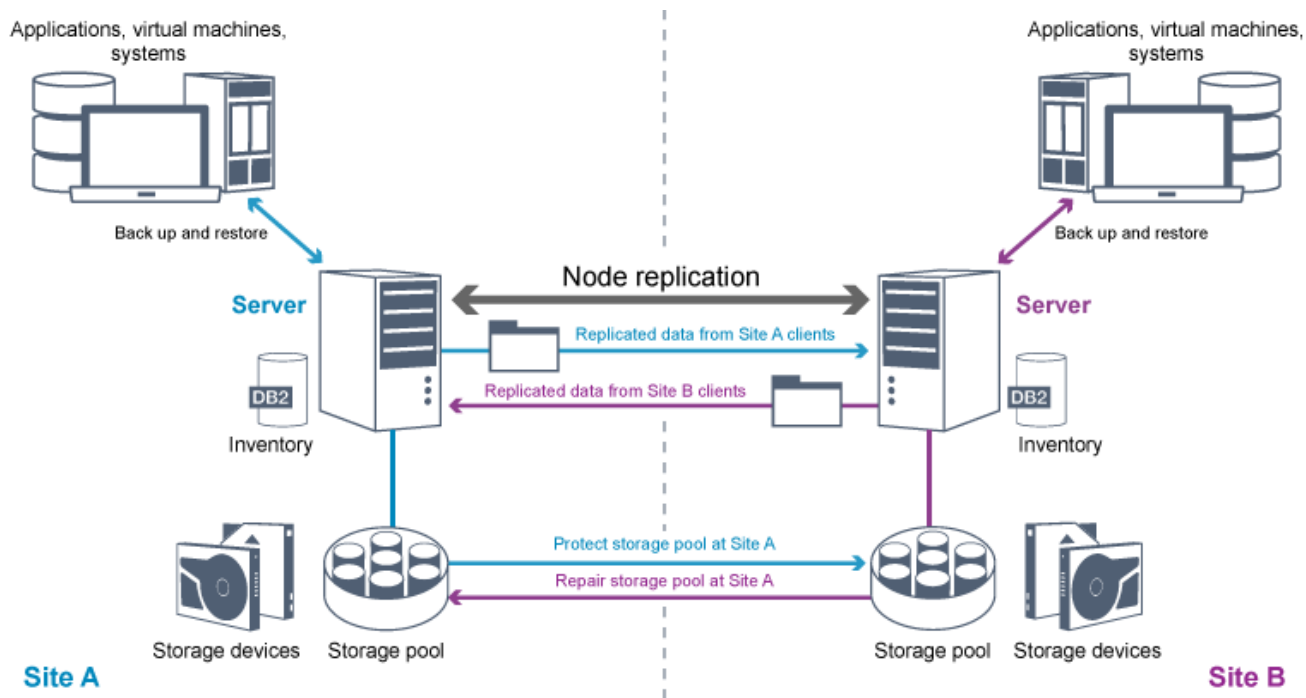 Applications, virtual machines,
systems
Applications, virtual machines,
systems
Back up and restore
Back up and restore
Node replication
Server
Server
Replicated data from Site A clients
Replicated data from Site B clients
DB2
DB2
Inventory
Inventory
Protect storage pool at Site A
Repair storage pool at Site A
Storage devices
Storage pool
Storage pool
Storage devices
Site A
Site B